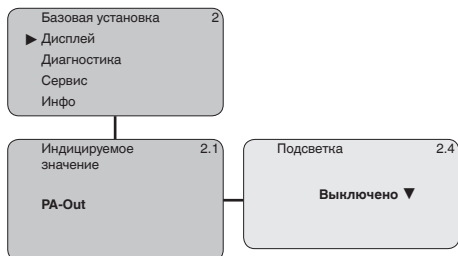 Базовая установка 2
▶ Дисплей
Диагностика
Сервис
Инфо
Индицируемое 2.1
значение
PA-Out
Подсветка 2.4
Выключено ▼